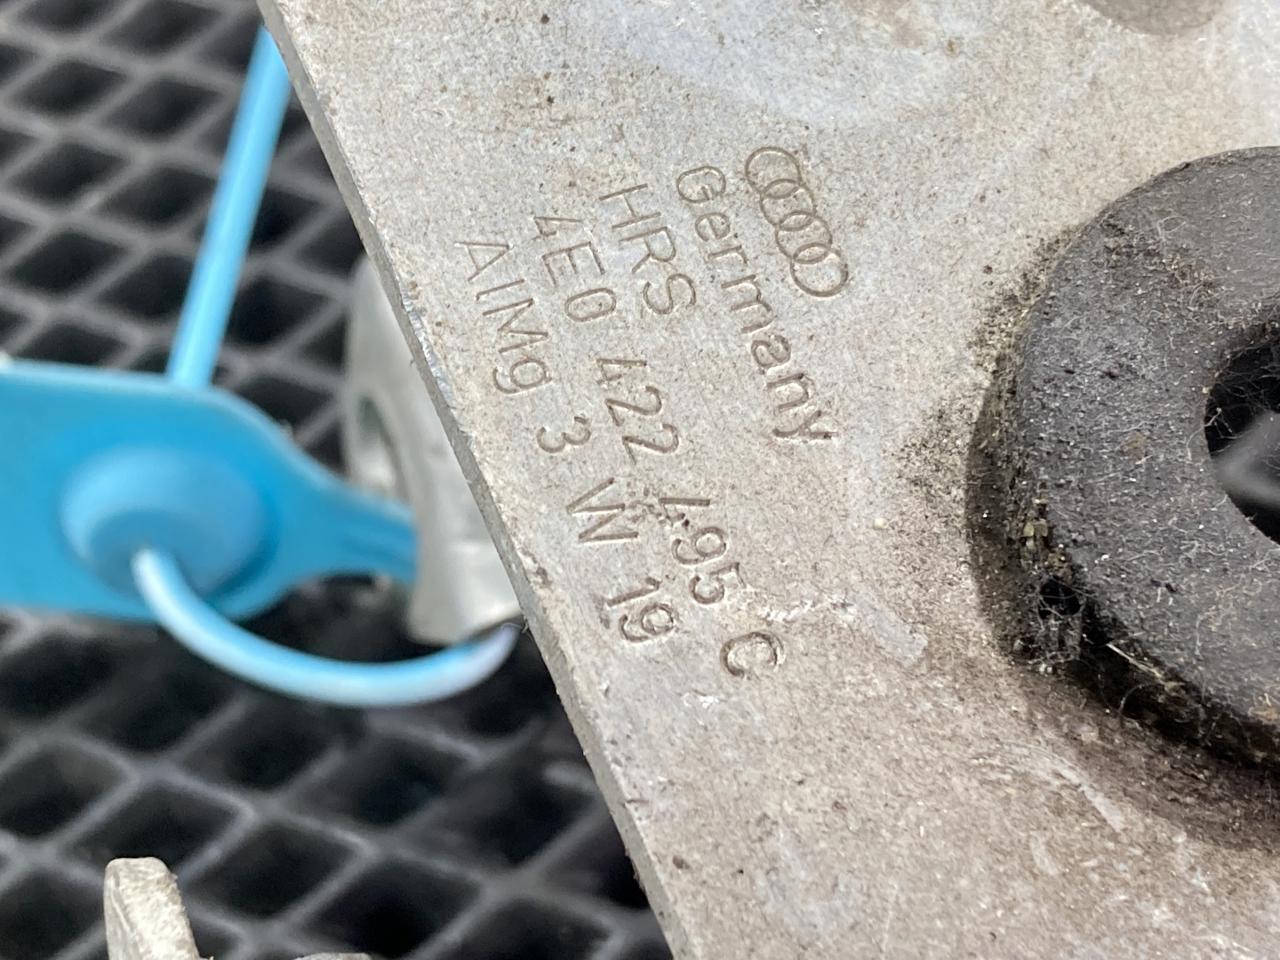 Germany
HRS
4E0 422 495 C
AlMg 3 W 19